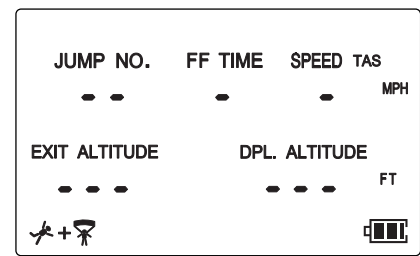 JUMP NO. FF TIME SPEED TAS
-- - - MPH
EXIT ALTITUDE DPL. ALTITUDE
--- --- FT
+